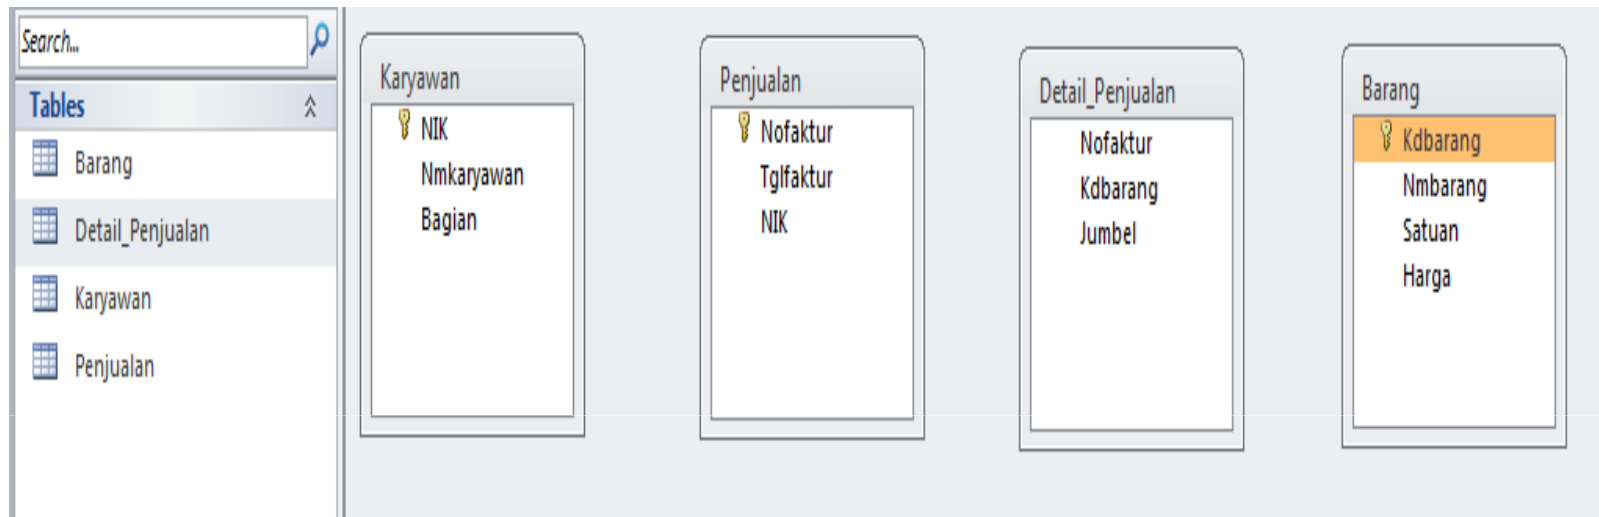 Search...
Tables
Barang
Detail_Penjualan
Karyawan
Penjualan
Karyawan
NIK
Nmkaryawan
Bagian
Penjualan
Nofaktur
Tglfaktur
NIK
Detail_Penjualan
Nofaktur
Kdbarang
Jumbel
Barang
Kdbarang
Nmbarang
Satuan
Harga